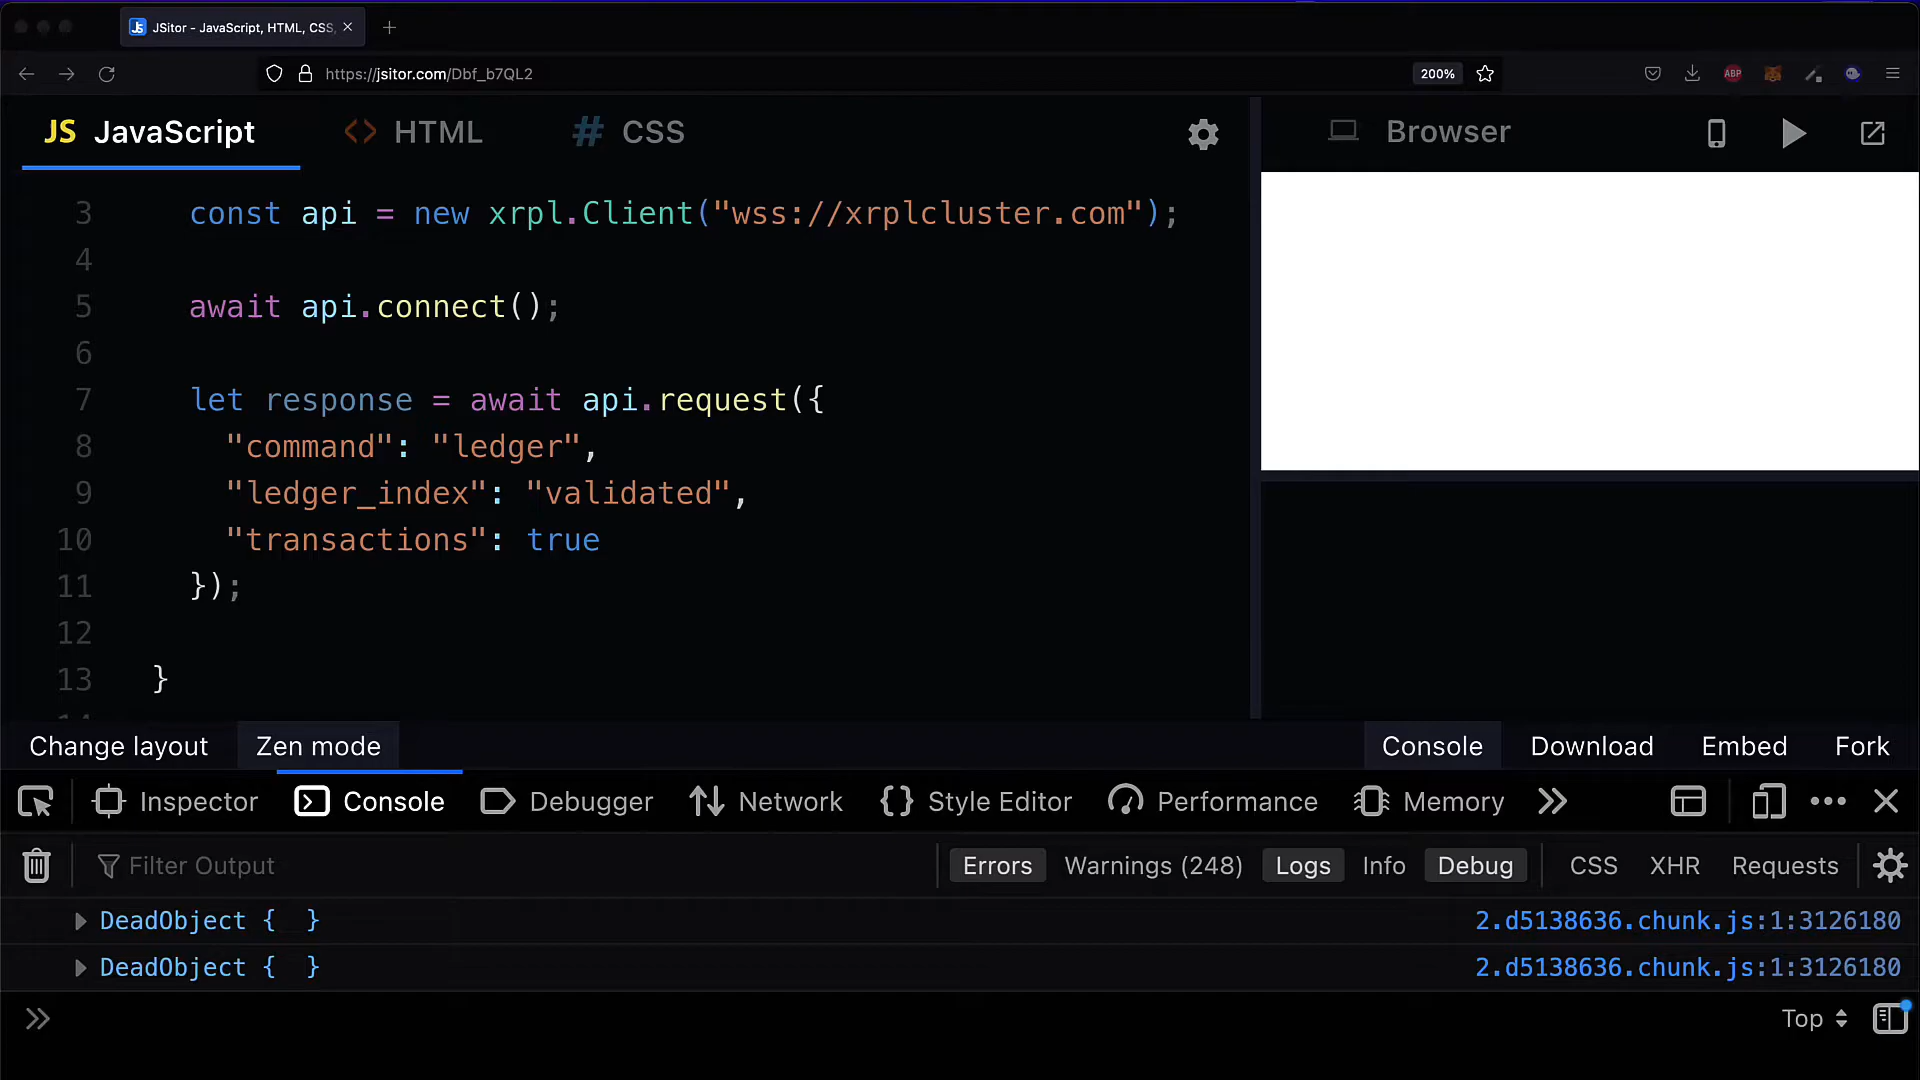 JSitor - JavaScript, HTML, CSS,
https://jsitor.com/Dbf_b7QL2
200%
ABP
JS JavaScript
<> HTML
# CSS
Browser
3 const api = new xrpl.Client("wss://xrplcluster.com");
4
5 await api.connect();
6
7 let response = await api.request({
8 "command": "ledger",
9 "ledger_index": "validated",
10 "transactions": true
11 });
12
13 }
Change layout
Zen mode
Console
Download
Embed
Fork
Inspector
Console
Debugger
Network
{} Style Editor
Performance
Memory
Filter Output
Errors
Warnings (248)
Logs
Info
Debug
CSS
XHR
Requests
DeadObject { } 2.d5138636.chunk.js:1:3126180
DeadObject { } 2.d5138636.chunk.js:1:3126180
Top